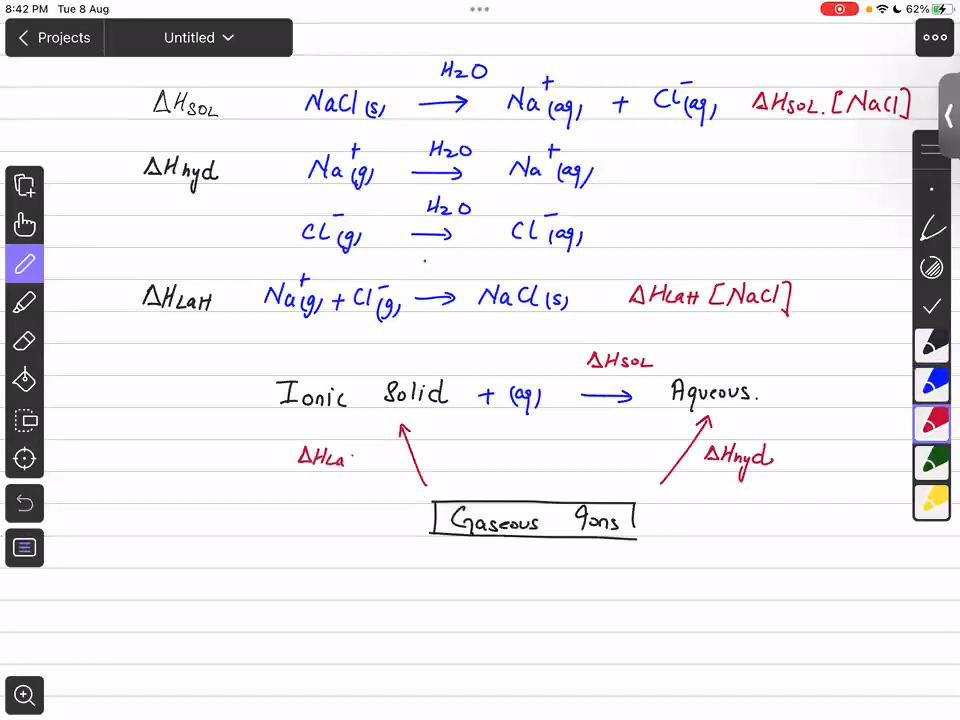 8:42 PM Tue 8 Aug 62%
Projects Untitled
H₂O
ΔHSOL NaCl(s) → Na⁺(aq) + Cl⁻(aq) ΔHSOL. [NaCl]
H₂O
ΔHhyd Na⁺(g) → Na⁺(aq)
H₂O
Cl⁻(g) → Cl⁻(aq)
ΔHLAH Na⁺(g) + Cl⁻(g) → NaCl(s) ΔHLAH [NaCl]
ΔHSOL
Ionic Solid + (aq) → Aqueous.
ΔHLa ΔHhyd
Gaseous Ions